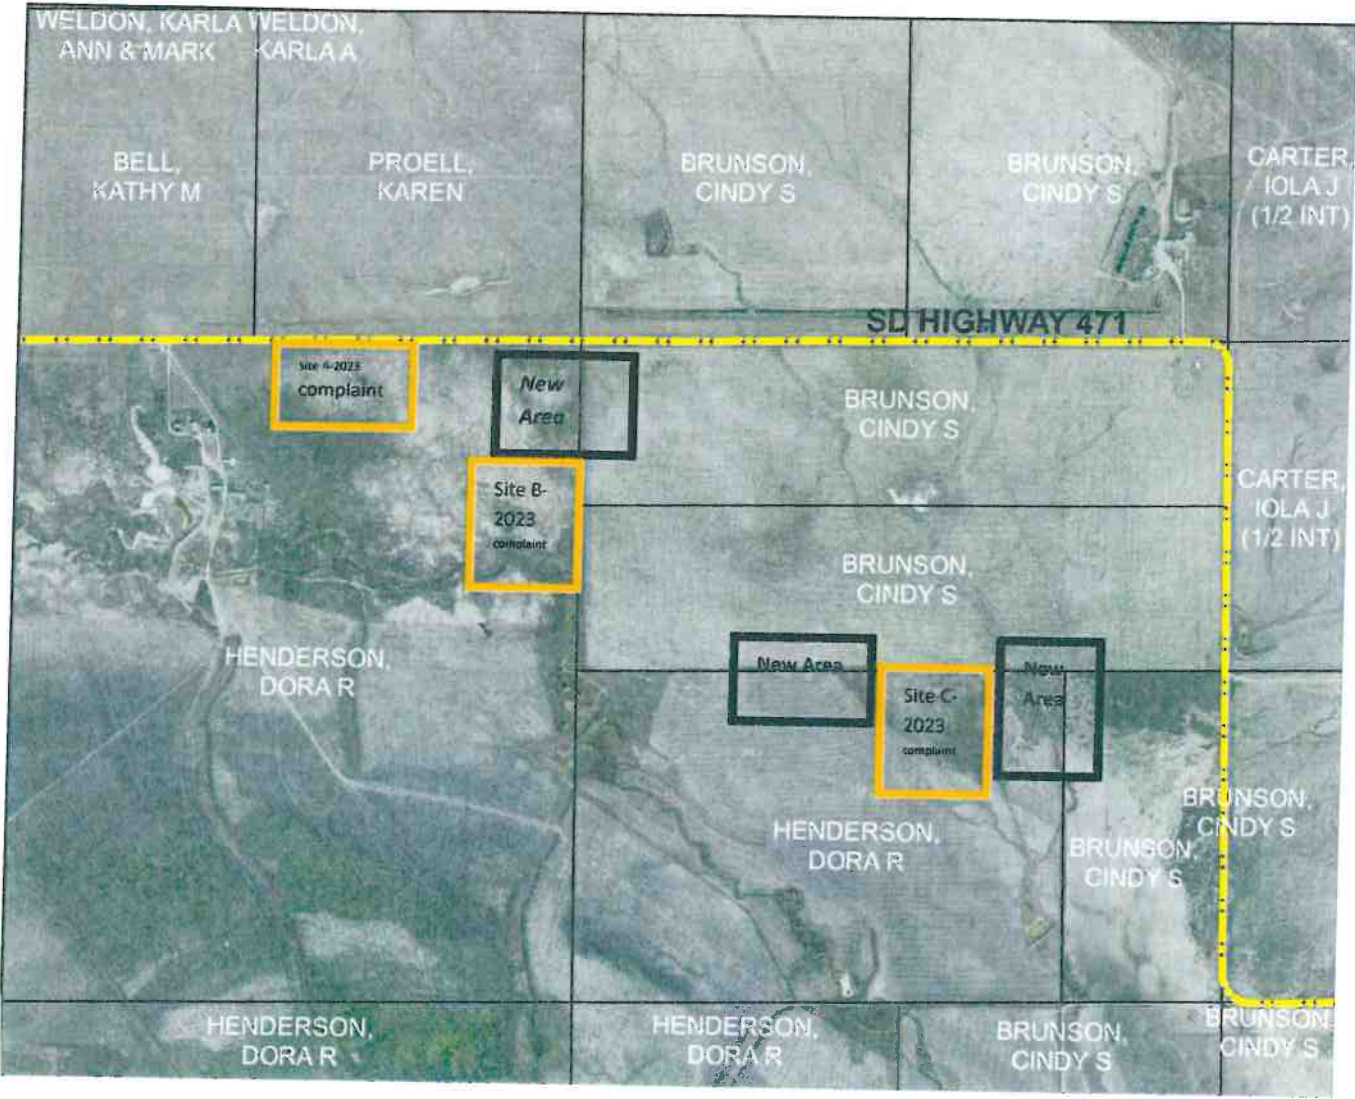 WELDON, KARLA
ANN & MARK
WELDON,
KARLA A
BELL,
KATHY M
PROELL,
KAREN
BRUNSON,
CINDY S
BRUNSON,
CINDY S
CARTER,
IOLA J
(1/2 INT)
SD HIGHWAY 471
Site A-2023
complaint
New
Area
BRUNSON,
CINDY S
Site B-
2023
complaint
CARTER,
IOLA J
(1/2 INT)
BRUNSON,
CINDY S
HENDERSON,
DORA R
New Area
Site C-
2023
complaint
New
Area
HENDERSON,
DORA R
BRUNSON,
CINDY S
BRUNSON,
CINDY S
HENDERSON,
DORA R
HENDERSON,
DORA R
BRUNSON,
CINDY S
BRUNSON,
CINDY S